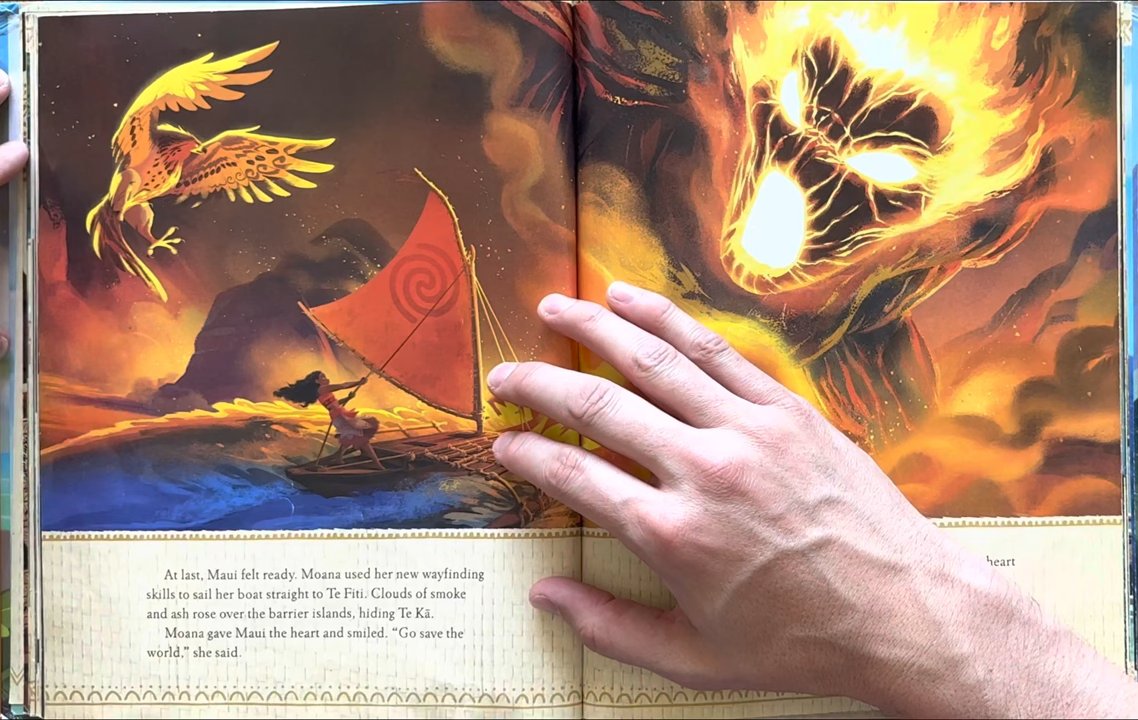 At last, Maui felt ready. Moana used her new wayfinding
skills to sail her boat straight to Te Fiti. Clouds of smoke
and ash rose over the barrier islands, hiding Te Kā.
Moana gave Maui the heart and smiled. “Go save the
world,” she said.
heart